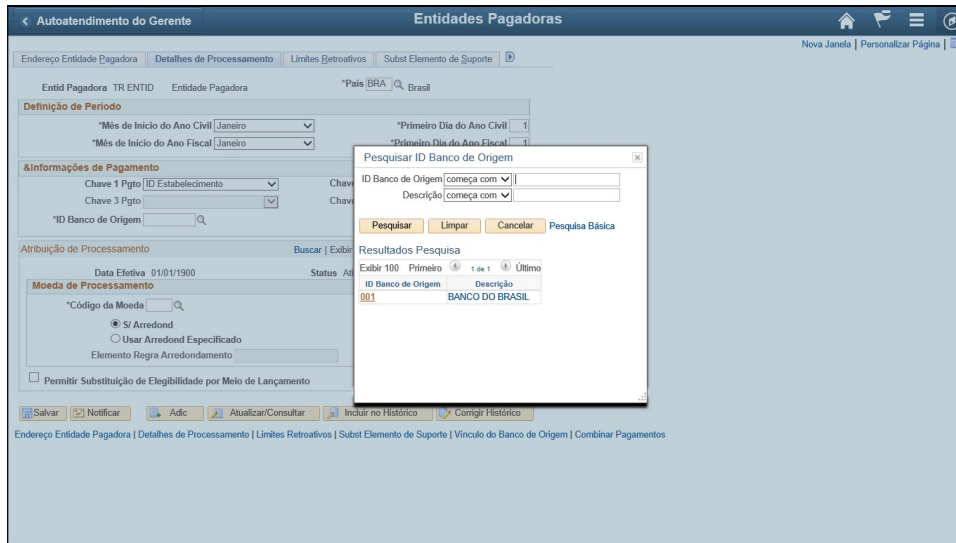 Autoatendimento do Gerente
Entidades Pagadoras
Nova Janela | Personalizar Página |
Endereço Entidade Pagadora
Detalhes de Processamento
Limites Retroativos
Subst Elemento de Suporte
Entid Pagadora TR ENTID Entidade Pagadora *País BRA Brasil
Definição de Período
*Mês de Início do Ano Civil Janeiro *Primeiro Dia do Ano Civil 1
*Mês de Início do Ano Fiscal Janeiro *Primeiro Dia do Ano Fiscal 1
&Informações de Pagamento
Chave 1 Pgto ID Estabelecimento
Chave 3 Pgto
*ID Banco de Origem
Atribuição de Processamento Buscar | Exibir
Data Efetiva 01/01/1900 Status
Moeda de Processamento
*Código da Moeda
S/ Arredond
Usar Arredond Especificado
Elemento Regra Arredondamento
Permitir Substituição de Elegibilidade por Meio de Lançamento
Pesquisar ID Banco de Origem
ID Banco de Origem começa com
Descrição começa com
Pesquisar Limpar Cancelar Pesquisa Básica
Resultados Pesquisa
Exibir 100 Primeiro 1 de 1 Último
ID Banco de Origem Descrição
001 BANCO DO BRASIL
Salvar Notificar Adic Atualizar/Consultar Incluir no Histórico Corrigir Histórico
Endereço Entidade Pagadora | Detalhes de Processamento | Limites Retroativos | Subst Elemento de Suporte | Vínculo do Banco de Origem | Combinar Pagamentos